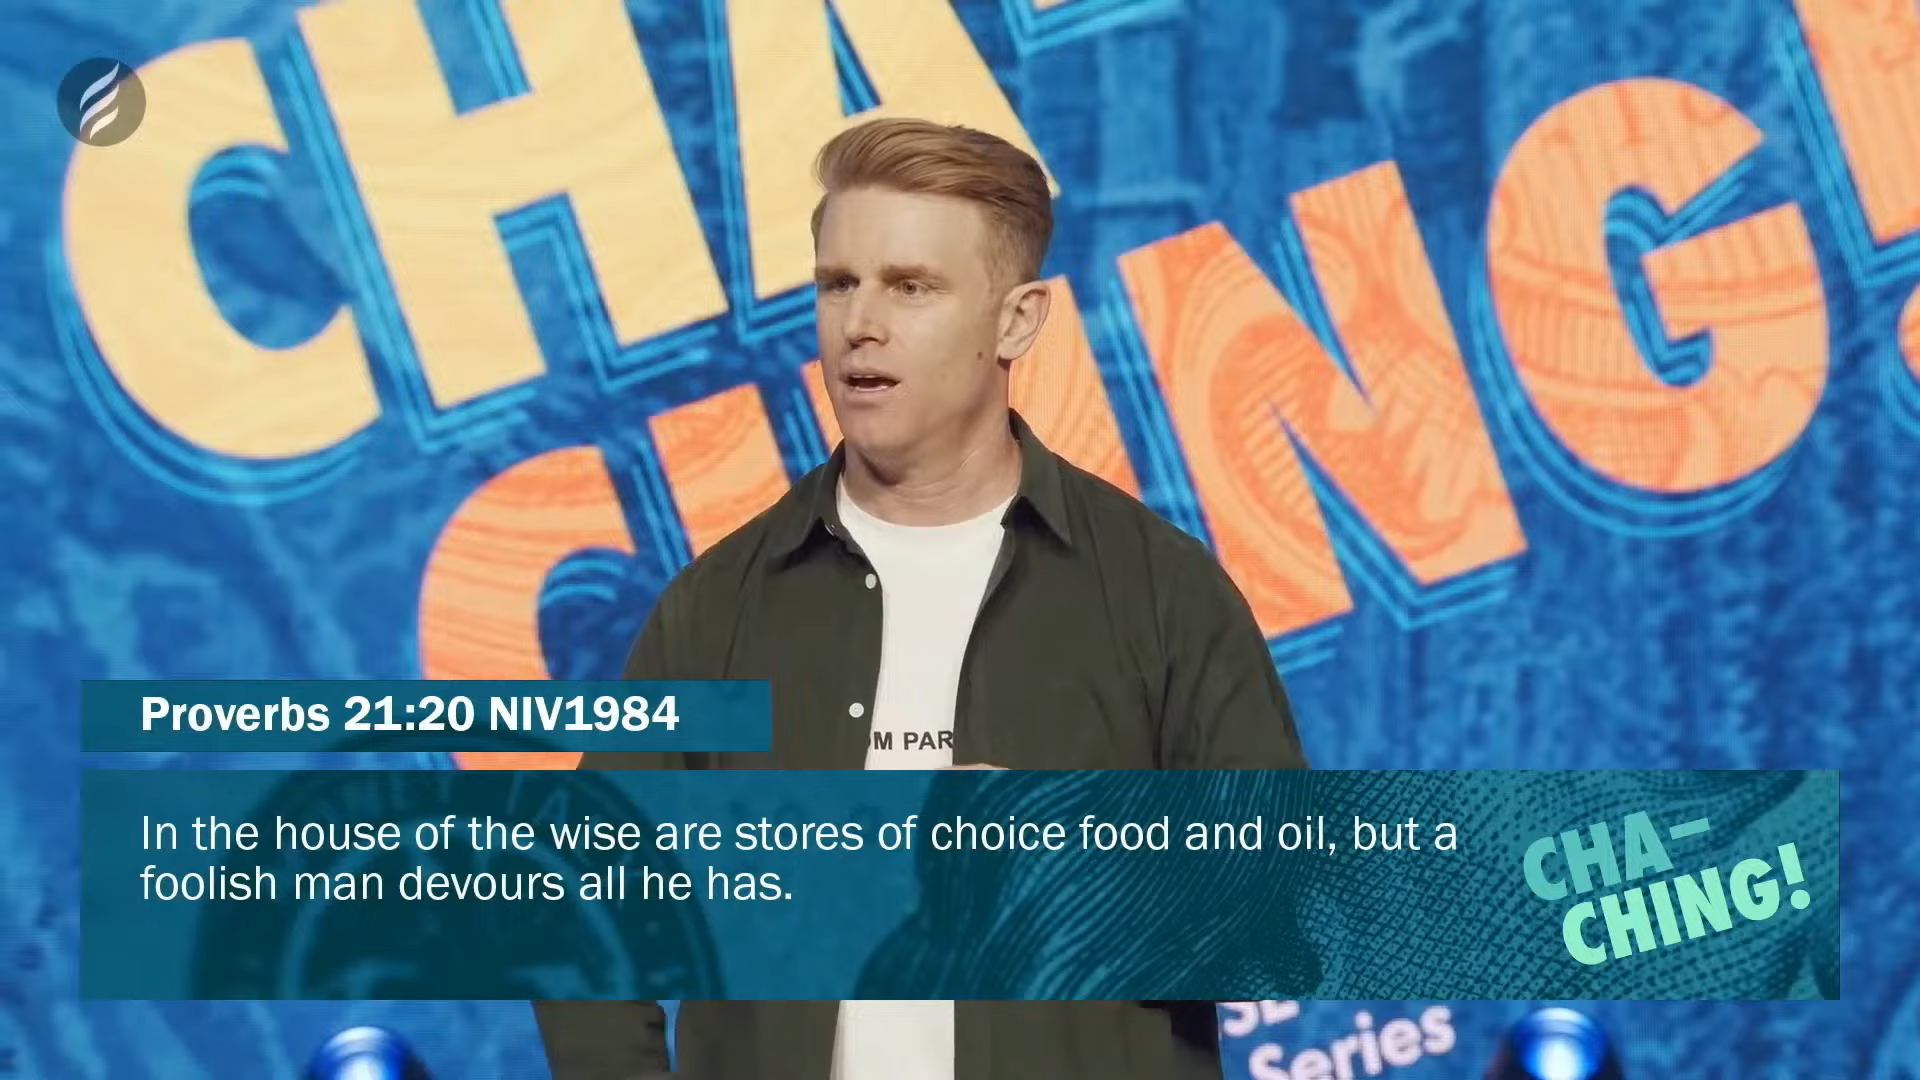 CHA-
CHING!
M PAR
Proverbs 21:20 NIV1984
In the house of the wise are stores of choice food and oil, but a
foolish man devours all he has.
CHA-
CHING!
Series